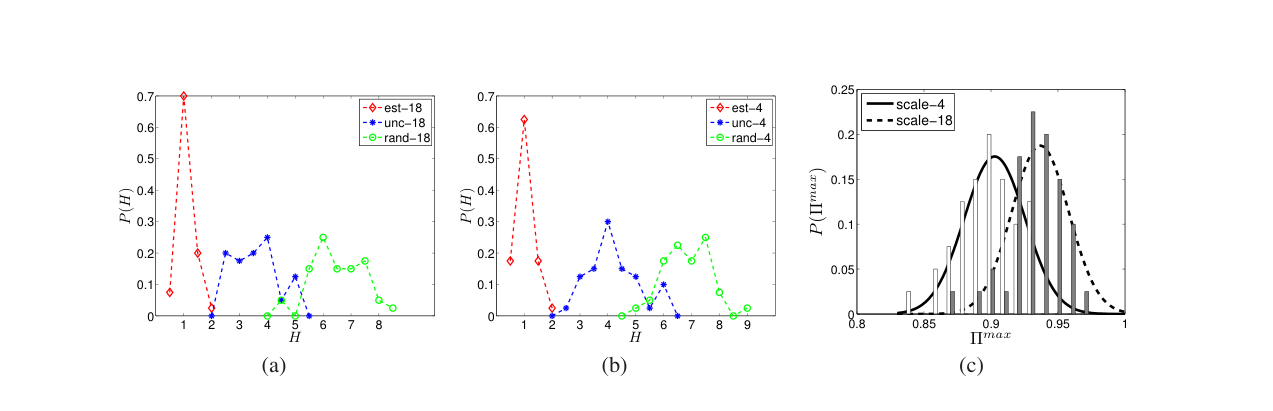 0.7
0.6
0.5
0.4
0.3
0.2
0.1
0
P(H)
1 2 3 4 5 6 7 8
H
est−18
unc−18
rand−18
(a)
0.7
0.6
0.5
0.4
0.3
0.2
0.1
0
P(H)
1 2 3 4 5 6 7 8 9
H
est−4
unc−4
rand−4
(b)
0.25
0.2
0.15
0.1
0.05
0
P(Π^{max})
0.8 0.85 0.9 0.95 1
Π^{max}
scale−4
scale−18
(c)